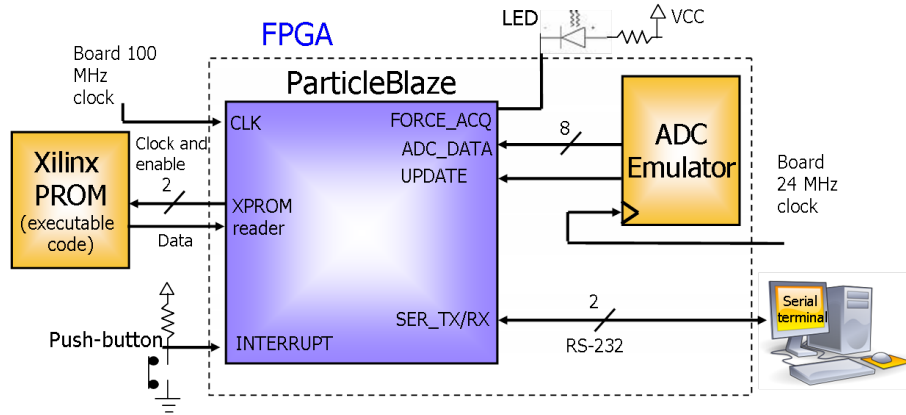 LED
VCC
FPGA
Board 100
MHz
clock
ParticleBlaze
CLK
FORCE_ACQ
8
ADC
Emulator
ADC_DATA
UPDATE
Clock and
enable
2
Xilinx
PROM
(executable
code)
XPROM
reader
Data
Board
24 MHz
clock
Push-button
INTERRUPT
SER_TX/RX
2
RS-232
Serial
terminal